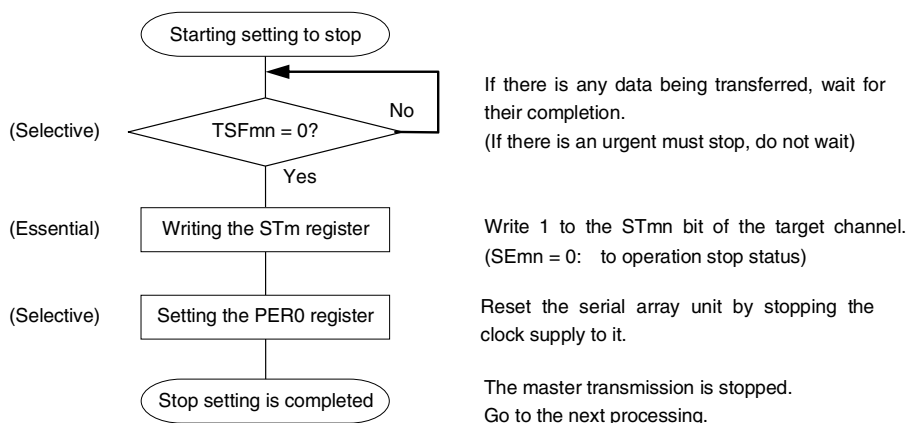 Starting setting to stop
No
If there is any data being transferred, wait for
their completion.
(If there is an urgent must stop, do not wait)
(Selective)
TSFmn = 0?
Yes
(Essential)
Writing the STm register
Write 1 to the STmn bit of the target channel.
(SEmn = 0: to operation stop status)
(Selective)
Setting the PER0 register
Reset the serial array unit by stopping the
clock supply to it.
Stop setting is completed
The master transmission is stopped.
Go to the next processing.